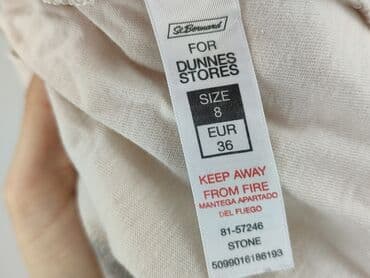 St.Bernard
FOR
DUNNES
STORES
SIZE
8
EUR
36
KEEP AWAY
FROM FIRE
MANTEGA APARTADO
DEL FUEGO
81-57246
STONE
5099016186193